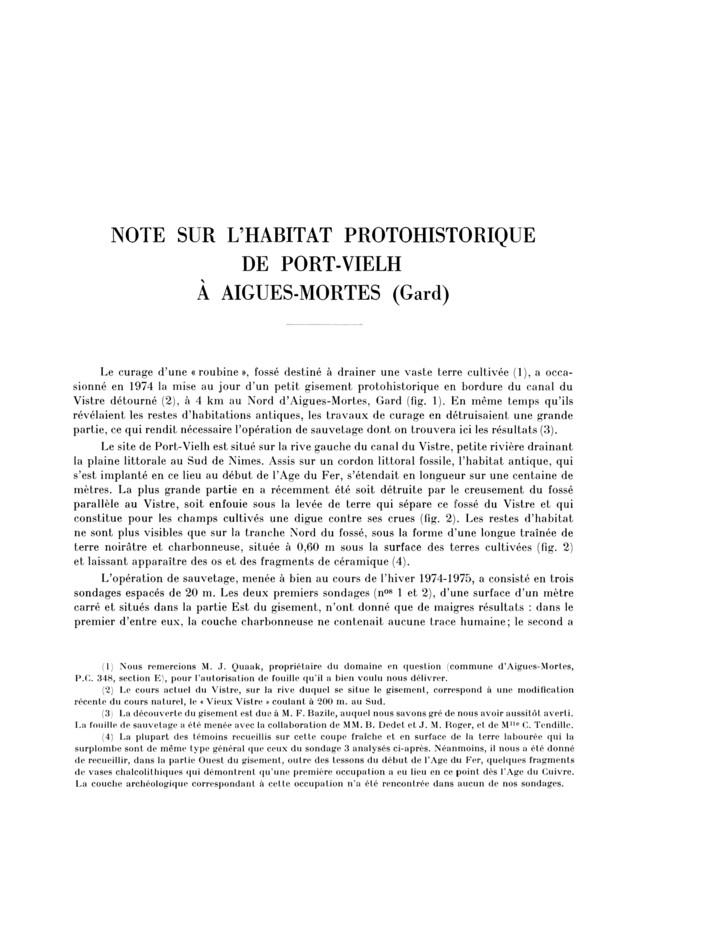 NOTE SUR L'HABITAT PROTOHISTORIQUE
DE PORT-VIELH
À AIGUES-MORTES (Gard)
Le curage d'une « roubine », fossé destiné à drainer une vaste terre cultivée (1), a occa-
sionné en 1974 la mise au jour d'un petit gisement protohistorique en bordure du canal du
Vistre détourné (2), à 4 km au Nord d'Aigues-Mortes, Gard (fig. 1). En même temps qu'ils
révélaient les restes d'habitations antiques, les travaux de curage en détruisaient une grande
partie, ce qui rendit nécessaire l'opération de sauvetage dont on trouvera ici les résultats (3).
Le site de Port-Vielh est situé sur la rive gauche du canal du Vistre, petite rivière drainant
la plaine littorale au Sud de Nimes. Assis sur un cordon littoral fossile, l'habitat antique, qui
s'est implanté en ce lieu au début de l'Age du Fer, s'étendait en longueur sur une centaine de
mètres. La plus grande partie en a récemment été soit détruite par le creusement du fossé
parallèle au Vistre, soit enfouie sous la levée de terre qui sépare ce fossé du Vistre et qui
constitue pour les champs cultivés une digue contre ses crues (fig. 2). Les restes d'habitat
ne sont plus visibles que sur la tranche Nord du fossé, sous la forme d'une longue traînée de
terre noirâtre et charbonneuse, située à 0,60 m sous la surface des terres cultivées (fig. 2)
et laissant apparaître des os et des fragments de céramique (4).
L'opération de sauvetage, menée à bien au cours de l'hiver 1974-1975, a consisté en trois
sondages espacés de 20 m. Les deux premiers sondages (nos 1 et 2), d'une surface d'un mètre
carré et situés dans la partie Est du gisement, n'ont donné que de maigres résultats : dans le
premier d'entre eux, la couche charbonneuse ne contenait aucune trace humaine; le second a
(1) Nous remercions M. J. Quaak, propriétaire du domaine en question (commune d'Aigues-Mortes,
P.C. 348, section E), pour l'autorisation de fouille qu'il a bien voulu nous délivrer.
(2) Le cours actuel du Vistre, sur la rive duquel se situe le gisement, correspond à une modification
récente du cours naturel, le « Vieux Vistre » coulant à 200 m. au Sud.
(3) La découverte du gisement est due à M. F. Bazile, auquel nous savons gré de nous avoir aussitôt averti.
La fouille de sauvetage a été menée avec la collaboration de MM. B. Dedet et J. M. Roger, et de Mlle C. Tendille.
(4) La plupart des témoins recueillis sur cette coupe fraîche et en surface de la terre labourée qui la
surplombe sont de même type général que ceux du sondage 3 analysés ci-après. Néanmoins, il nous a été donné
de recueillir, dans la partie Ouest du gisement, outre des tessons du début de l'Age du Fer, quelques fragments
de vases chalcolithiques qui démontrent qu'une première occupation a eu lieu en ce point dès l'Age du Cuivre.
La couche archéologique correspondant à cette occupation n'a été rencontrée dans aucun de nos sondages.